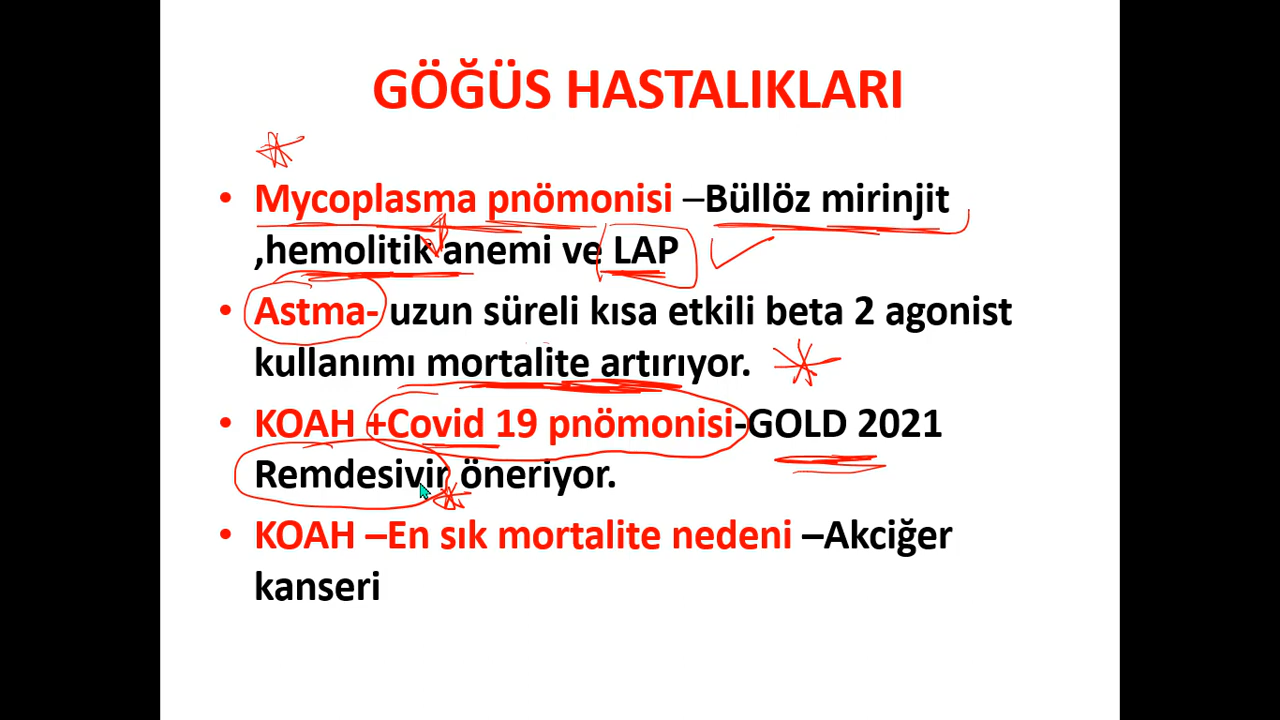 GÖĞÜS HASTALIKLARI
• Mycoplasma pnömonisi –Büllöz mirinjit
,hemolitik anemi ve LAP
• Astma- uzun süreli kısa etkili beta 2 agonist
kullanımı mortalite artırıyor.
• KOAH +Covid 19 pnömonisi-GOLD 2021
Remdesivir öneriyor.
• KOAH –En sık mortalite nedeni –Akciğer
kanseri